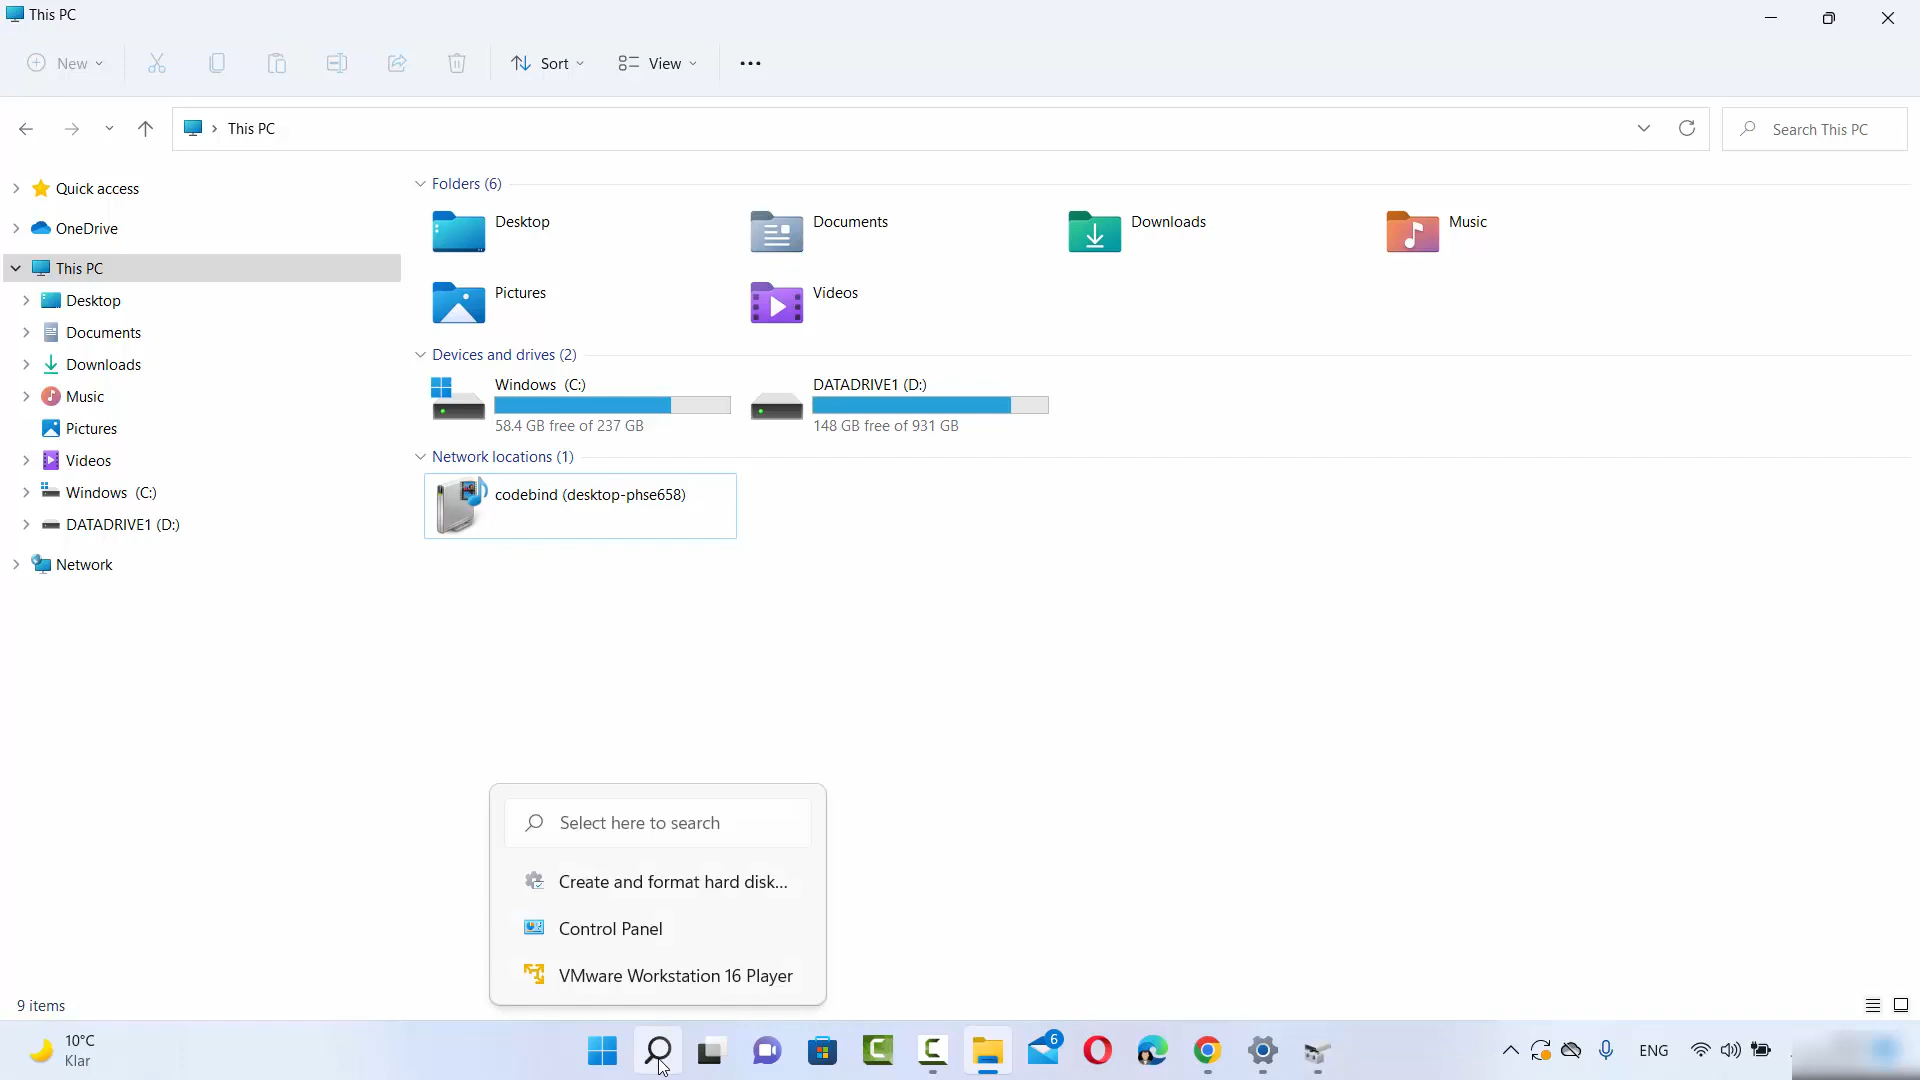 This PC
New
Sort
View
This PC
Search This PC
Quick access
OneDrive
This PC
Desktop
Documents
Downloads
Music
Pictures
Videos
Windows (C:)
DATADRIVE1 (D:)
Network
Folders (6)
Desktop
Documents
Downloads
Music
Pictures
Videos
Devices and drives (2)
Windows (C:)
58.4 GB free of 237 GB
DATADRIVE1 (D:)
148 GB free of 931 GB
Network locations (1)
codebind (desktop-phse658)
Select here to search
Create and format hard disk...
Control Panel
VMware Workstation 16 Player
9 items
10°C
Klar
6
ENG